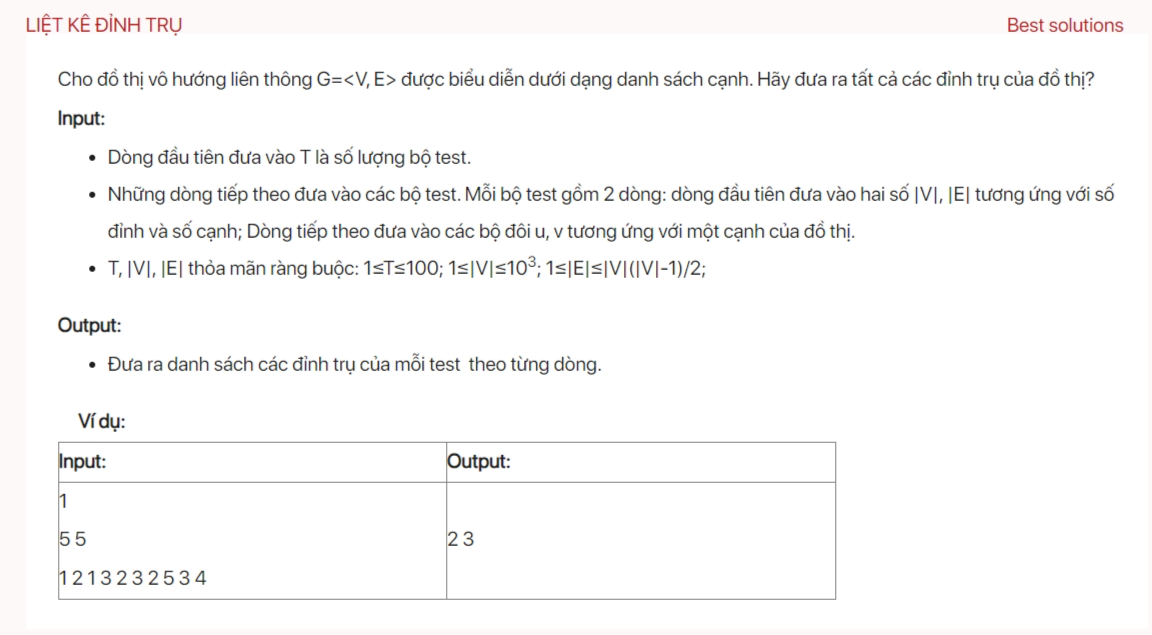 LIỆT KÊ ĐỈNH TRỤ
Best solutions
Cho đồ thị vô hướng liên thông G=<V, E> được biểu diễn dưới dạng danh sách cạnh. Hãy đưa ra tất cả các đỉnh trụ của đồ thị?
Input:
• Dòng đầu tiên đưa vào T là số lượng bộ test.
• Những dòng tiếp theo đưa vào các bộ test. Mỗi bộ test gồm 2 dòng: dòng đầu tiên đưa vào hai số |V|, |E| tương ứng với số
đỉnh và số cạnh; Dòng tiếp theo đưa vào các bộ đôi u, v tương ứng với một cạnh của đồ thị.
• T, |V|, |E| thỏa mãn ràng buộc: 1≤T≤100; 1≤|V|≤10³; 1≤|E|≤|V|(|V|-1)/2;
Output:
• Đưa ra danh sách các đỉnh trụ của mỗi test theo từng dòng.
Ví dụ:
Input:
Output:
1
5 5
2 3
1 2 1 3 2 3 2 5 3 4